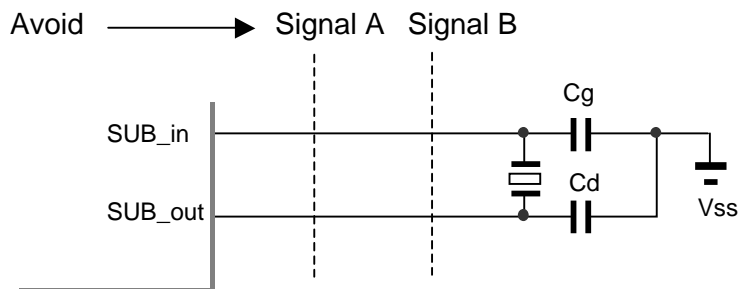 Avoid Signal A Signal B
Cg
SUB_in
Cd
SUB_out
Vss